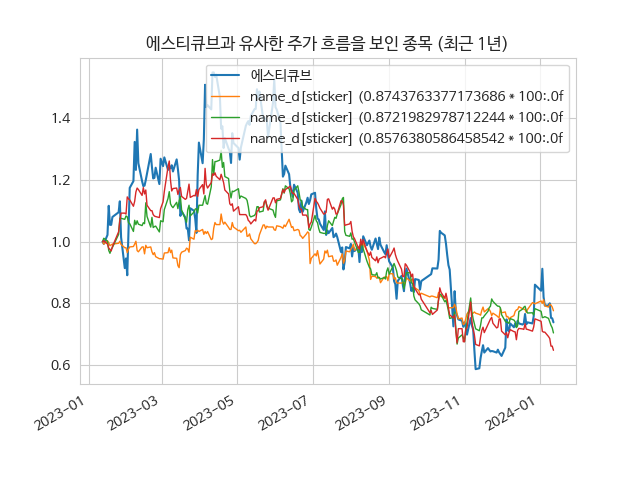 에스티큐브과 유사한 주가 흐름을 보인 종목 (최근 1년)
에스티큐브
name_d[sticker] (0.8743763377173686 * 100:.0f
name_d[sticker] (0.8721982978712244 * 100:.0f
name_d[sticker] (0.8576380586458542 * 100:.0f
1.4
1.2
1.0
0.8
0.6
2023-01
2023-03
2023-05
2023-07
2023-09
2023-11
2024-01